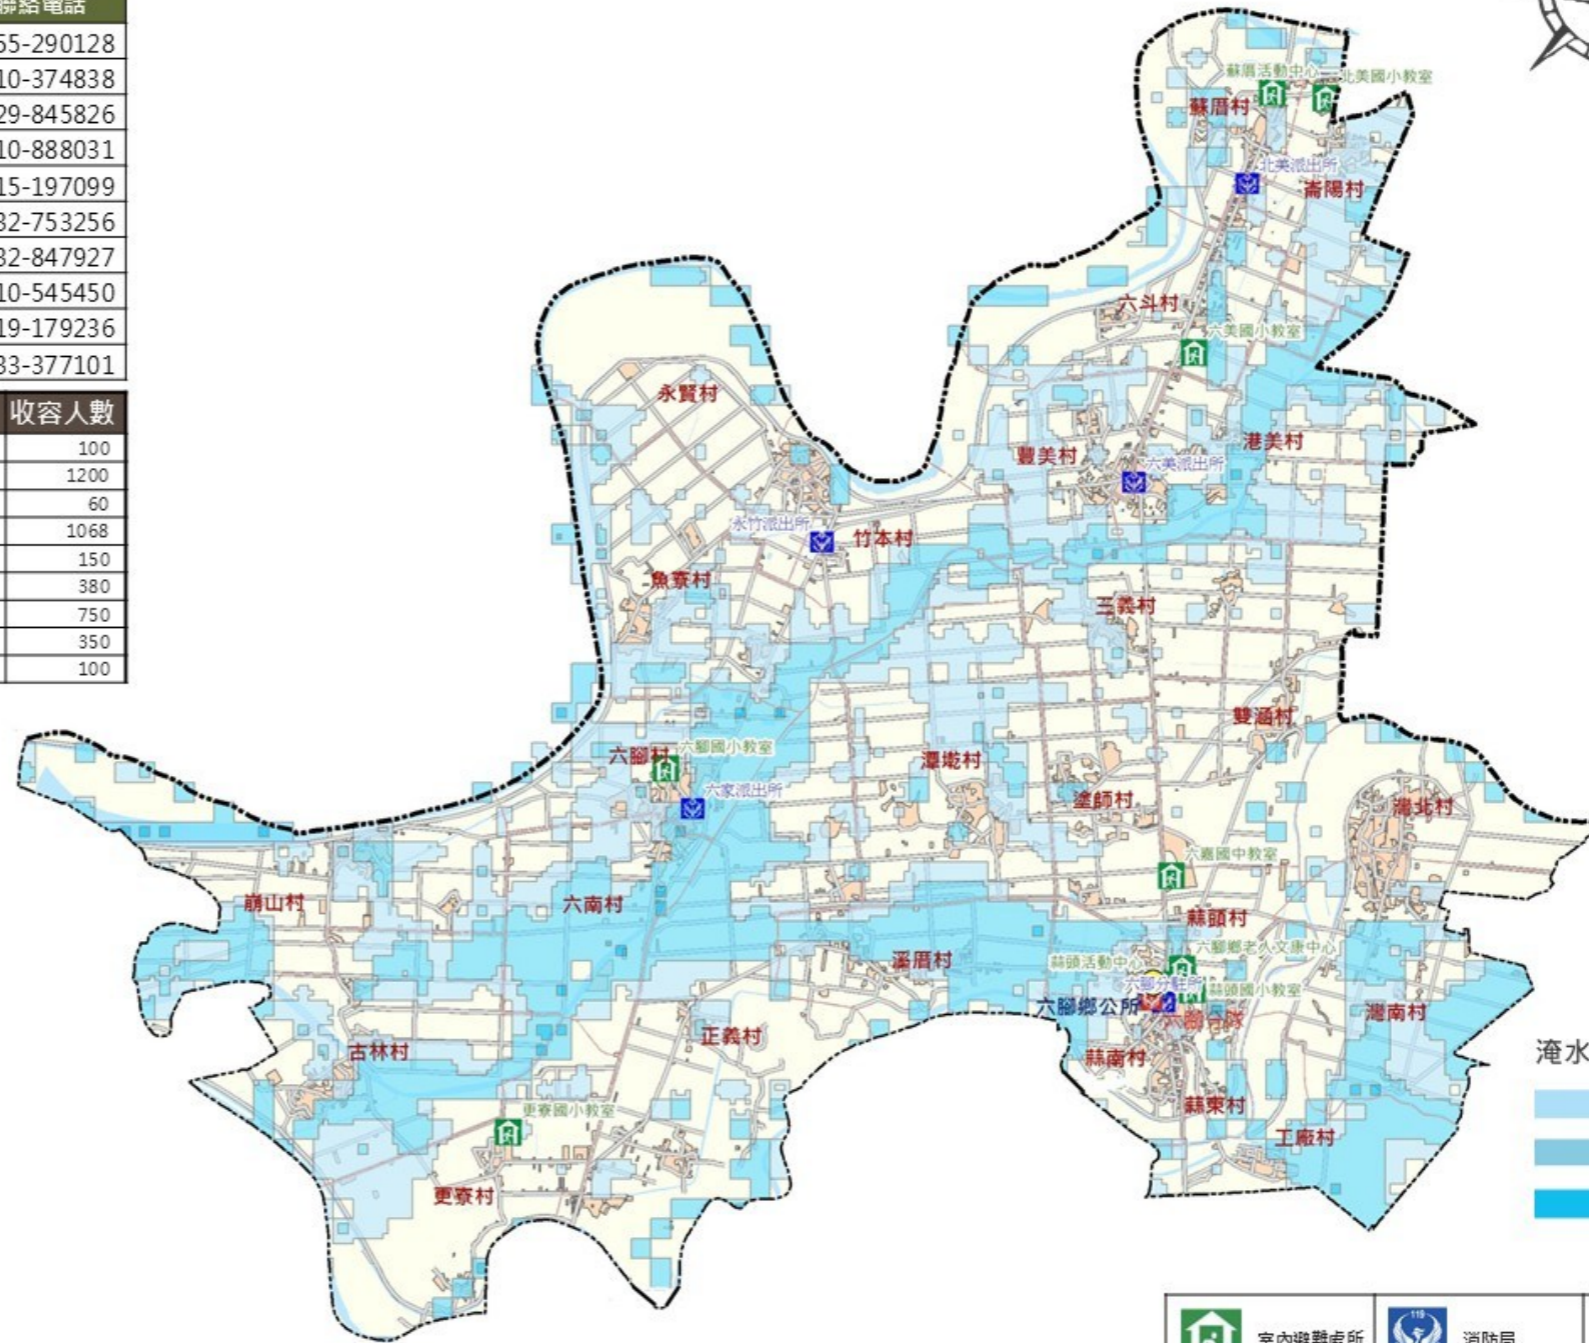 聯絡電話
55-290128
10-374838
29-845826
10-888031
15-197099
32-753256
32-847927
10-545450
19-179236
33-377101
收容人數
100
1200
60
1068
150
380
750
350
100
蘇厝活動中心
北美國小教室
蘇厝村
北美派出所
崙陽村
六斗村
六美國小教室
永賢村
港美村
豐美村
六美派出所
永竹派出所
竹本村
魚寮村
三義村
雙涵村
六腳村
六腳國小教室
潭墘村
六家派出所
塗師村
灣北村
六嘉國中教室
崩山村
六南村
蒜頭村
六腳鄉老人文康中心
溪厝村
蒜頭活動中心
六腳分駐所
蒜頭國小教室
六腳鄉公所
灣南村
正義村
古林村
蒜南村
淹水
蒜東村
更寮國小教室
工廠村
更寮村
室內避難處所
119
消防局